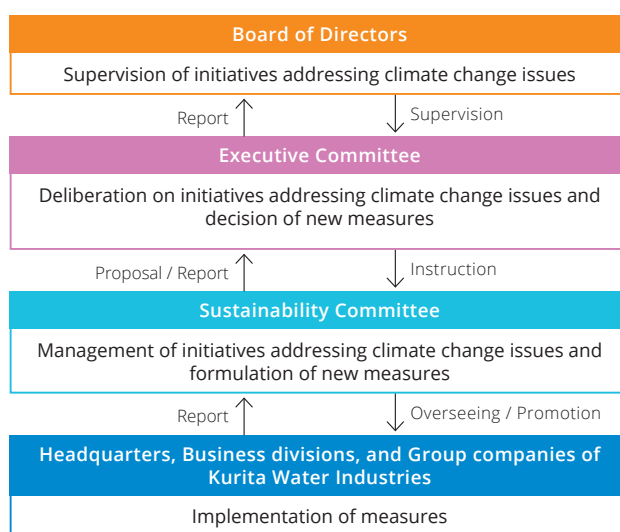 Board of Directors
Supervision of initiatives addressing climate change issues
Report
Supervision
Executive Committee
Deliberation on initiatives addressing climate change issues and
decision of new measures
Proposal / Report
Instruction
Sustainability Committee
Management of initiatives addressing climate change issues and
formulation of new measures
Report
Overseeing / Promotion
Headquarters, Business divisions, and Group companies of
Kurita Water Industries
Implementation of measures